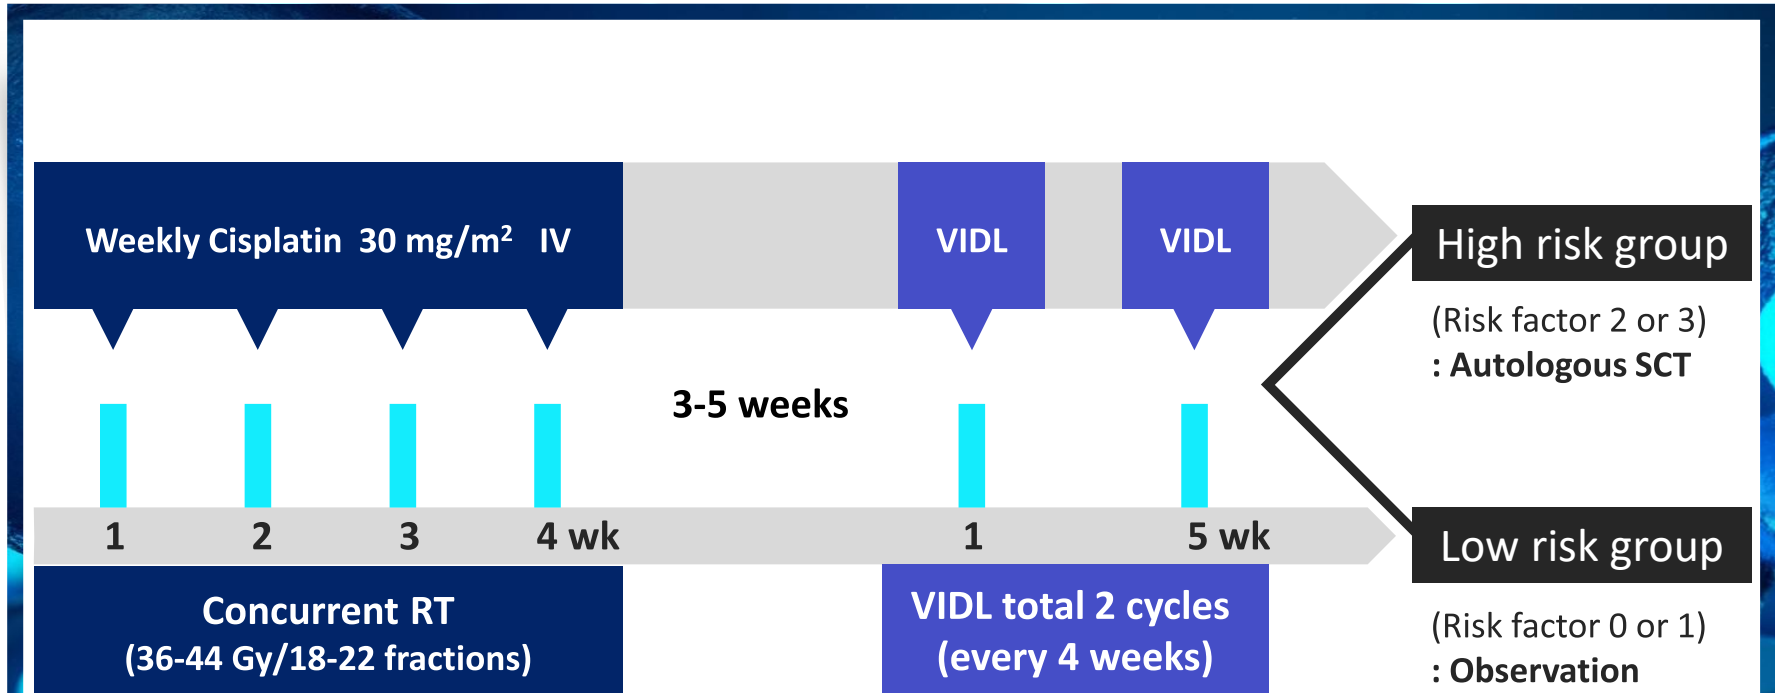 Weekly Cisplatin 30 mg/m² IV
VIDL
VIDL
High risk group
(Risk factor 2 or 3)
: Autologous SCT
3-5 weeks
1
2
3
4 wk
1
5 wk
Low risk group
(Risk factor 0 or 1)
: Observation
Concurrent RT
(36-44 Gy/18-22 fractions)
VIDL total 2 cycles
(every 4 weeks)